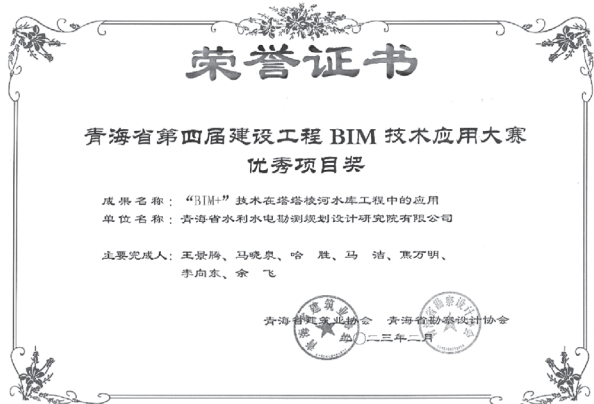 荣誉证书
青海省第四届建设工程 BIM 技术应用大赛
优秀项目奖
成果名称：“BIM+”技术在塔塔棱河水库工程中的应用
单位名称：青海省水利水电勘测规划设计研究院有限公司
主要完成人：王景腾、马晓泉、哈 胜、马 洁、焦万明、
李向东、余 飞
青海省建筑业协会 青海省勘察设计协会
二〇二三年二月